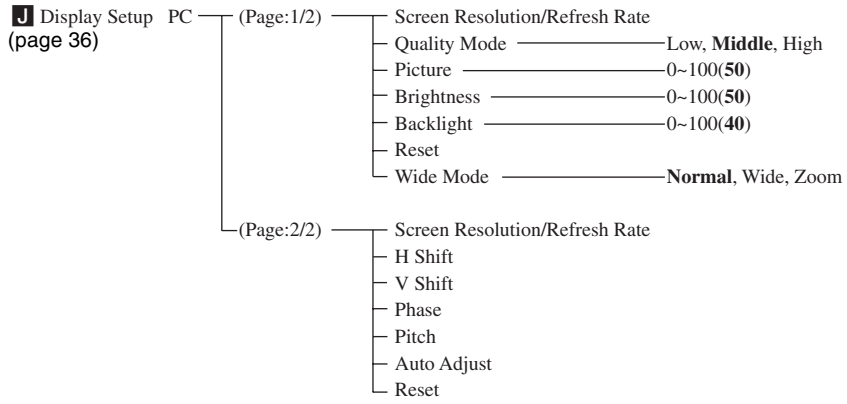 J Display Setup PC (Page:1/2) Screen Resolution/Refresh Rate
(page 36) Quality Mode Low, Middle, High
Picture 0~100(50)
Brightness 0~100(50)
Backlight 0~100(40)
Reset
Wide Mode Normal, Wide, Zoom
(Page:2/2) Screen Resolution/Refresh Rate
H Shift
V Shift
Phase
Pitch
Auto Adjust
Reset